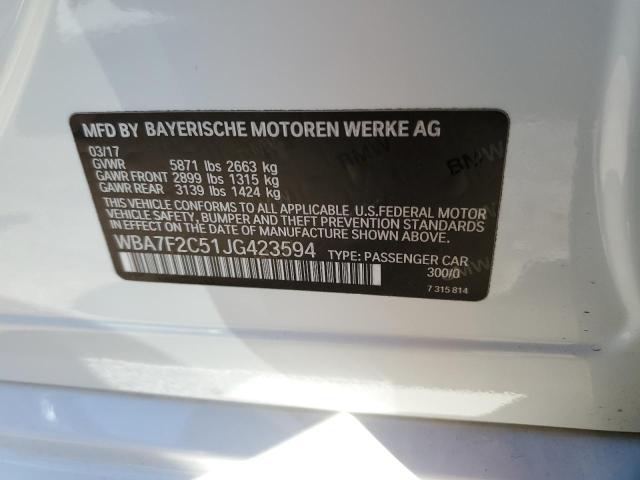 MFD BY BAYERISCHE MOTOREN WERKE AG
03/17
GVWR 5871 lbs 2663 kg
GAWR FRONT 2899 lbs 1315 kg
GAWR REAR 3139 lbs 1424 kg
THIS VEHICLE CONFORMS TO ALL APPLICABLE U.S.FEDERAL MOTOR
VEHICLE SAFETY, BUMPER AND THEFT PREVENTION STANDARDS
IN EFFECT ON THE DATE OF MANUFACTURE SHOWN ABOVE.
WBA7F2C51JG423594 TYPE: PASSENGER CAR
300/0
7 315 814
BMW
BMW
BMW